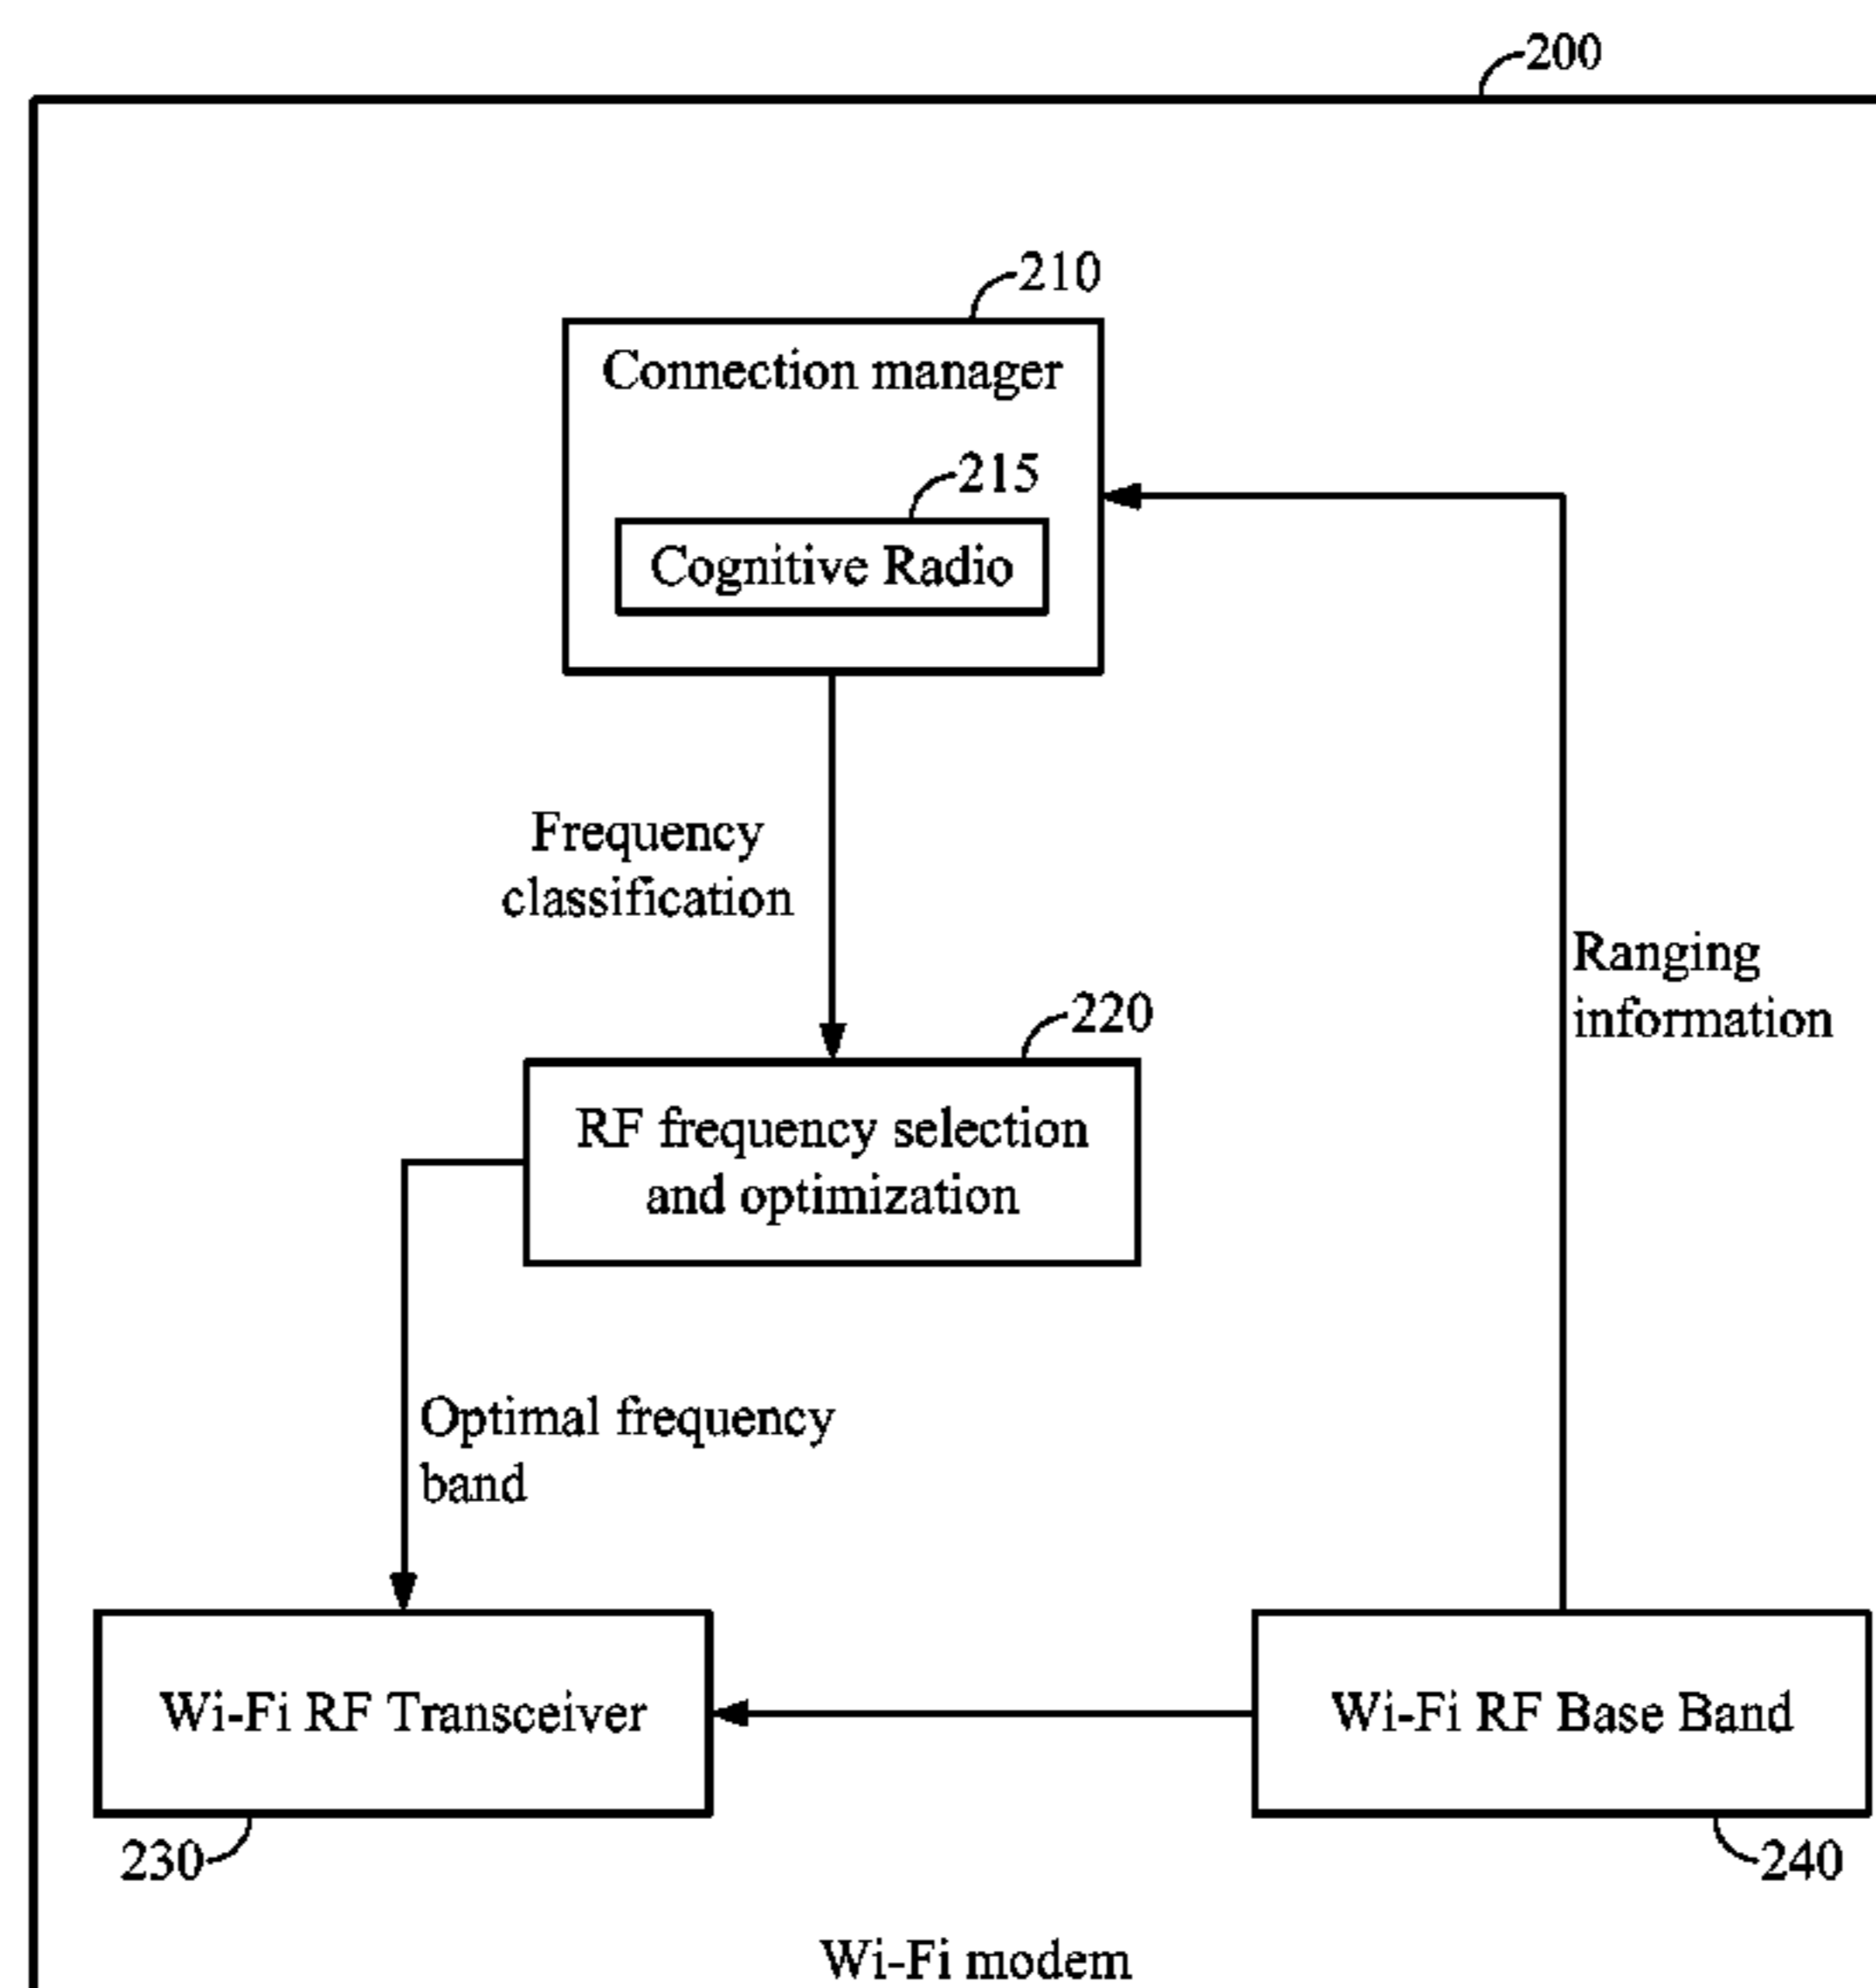 200
210
Connection manager
215
Cognitive Radio
Frequency
classification
Ranging
information
220
RF frequency selection
and optimization
Optimal frequency
band
Wi-Fi RF Transceiver
Wi-Fi RF Base Band
230
240
Wi-Fi modem